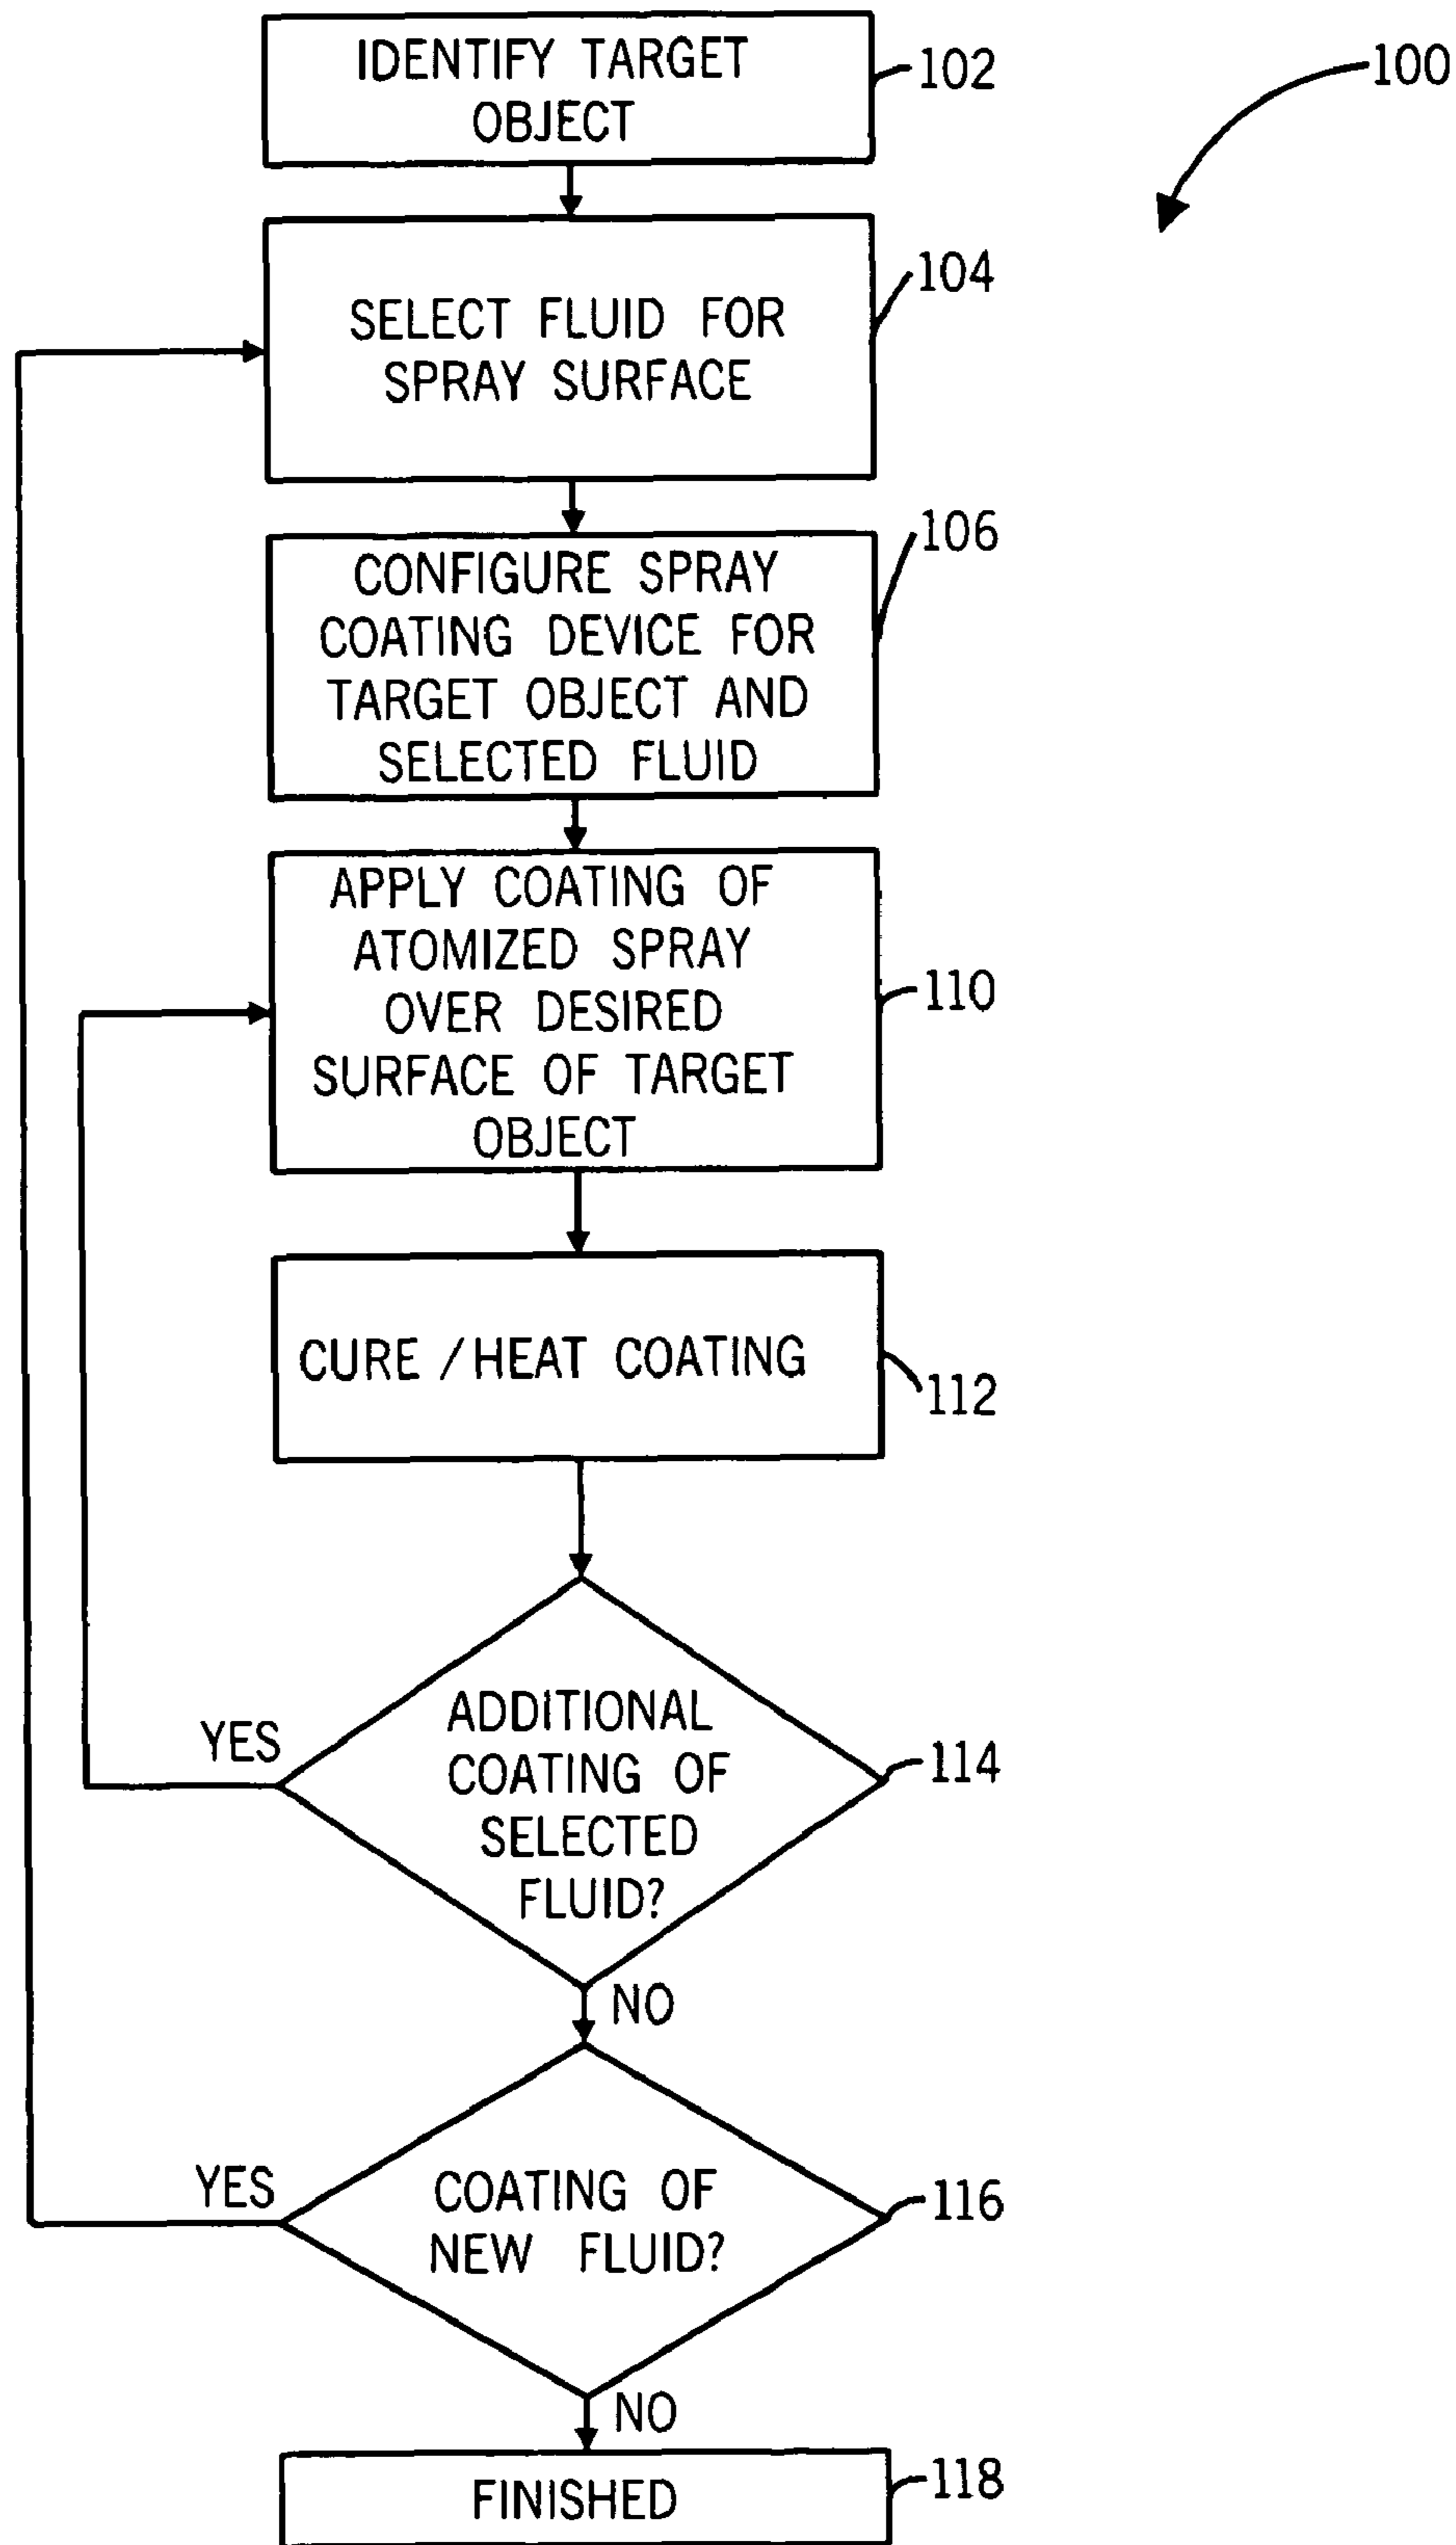 IDENTIFY TARGET
OBJECT
102
100
SELECT FLUID FOR
SPRAY SURFACE
104
CONFIGURE SPRAY
COATING DEVICE FOR
TARGET OBJECT AND
SELECTED FLUID
106
APPLY COATING OF
ATOMIZED SPRAY
OVER DESIRED
SURFACE OF TARGET
OBJECT
110
CURE / HEAT COATING
112
ADDITIONAL
COATING OF
SELECTED
FLUID?
YES
114
NO
COATING OF
NEW FLUID?
YES
116
NO
FINISHED
118